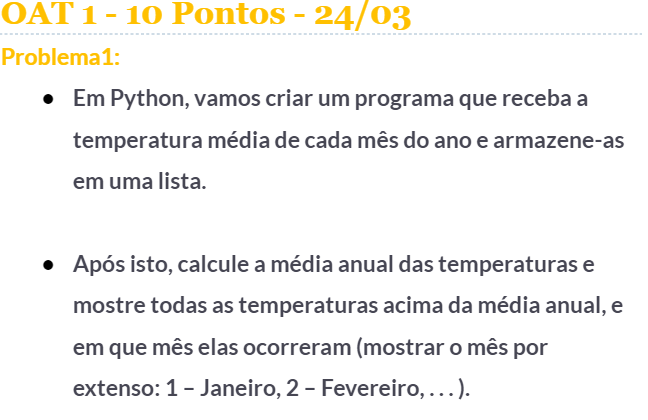 OAT 1 - 10 Pontos - 24/03
Problema1:
● Em Python, vamos criar um programa que receba a
temperatura média de cada mês do ano e armazene-as
em uma lista.
● Após isto, calcule a média anual das temperaturas e
mostre todas as temperaturas acima da média anual, e
em que mês elas ocorreram (mostrar o mês por
extenso: 1 – Janeiro, 2 – Fevereiro, . . . ).